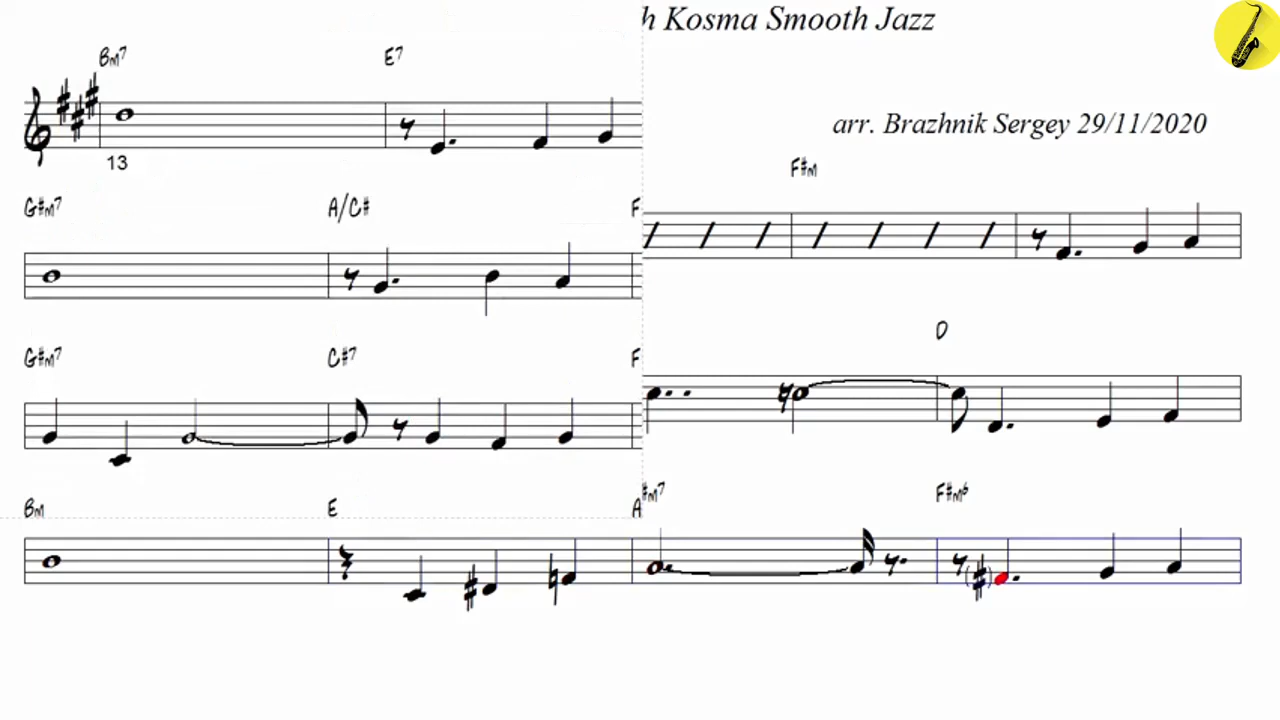 h Kosma Smooth Jazz
arr. Brazhnik Sergey 29/11/2020
Bm7 E7
13
F#m
G#m7 A/C# F
D
G#m7 C#7 F
#m7 F#m6
Bm E A